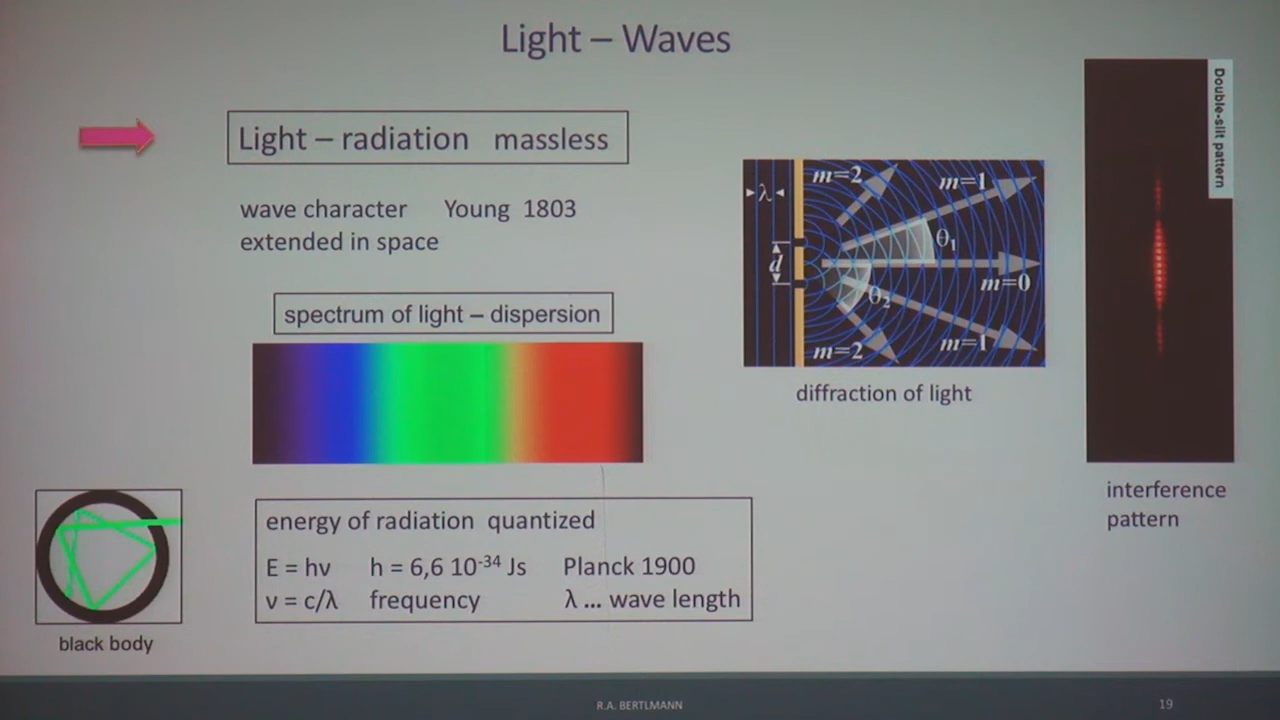 Light – Waves
Light – radiation massless
wave character Young 1803
extended in space
spectrum of light – dispersion
energy of radiation quantized
E = hν h = 6,6 10⁻³⁴ Js Planck 1900
ν = c/λ frequency λ ... wave length
black body
m=2
m=1
λ
θ₁
d
m=0
θ₂
m=2
m=1
diffraction of light
Double-slit pattern
interference
pattern
R.A. BERTLMANN
19